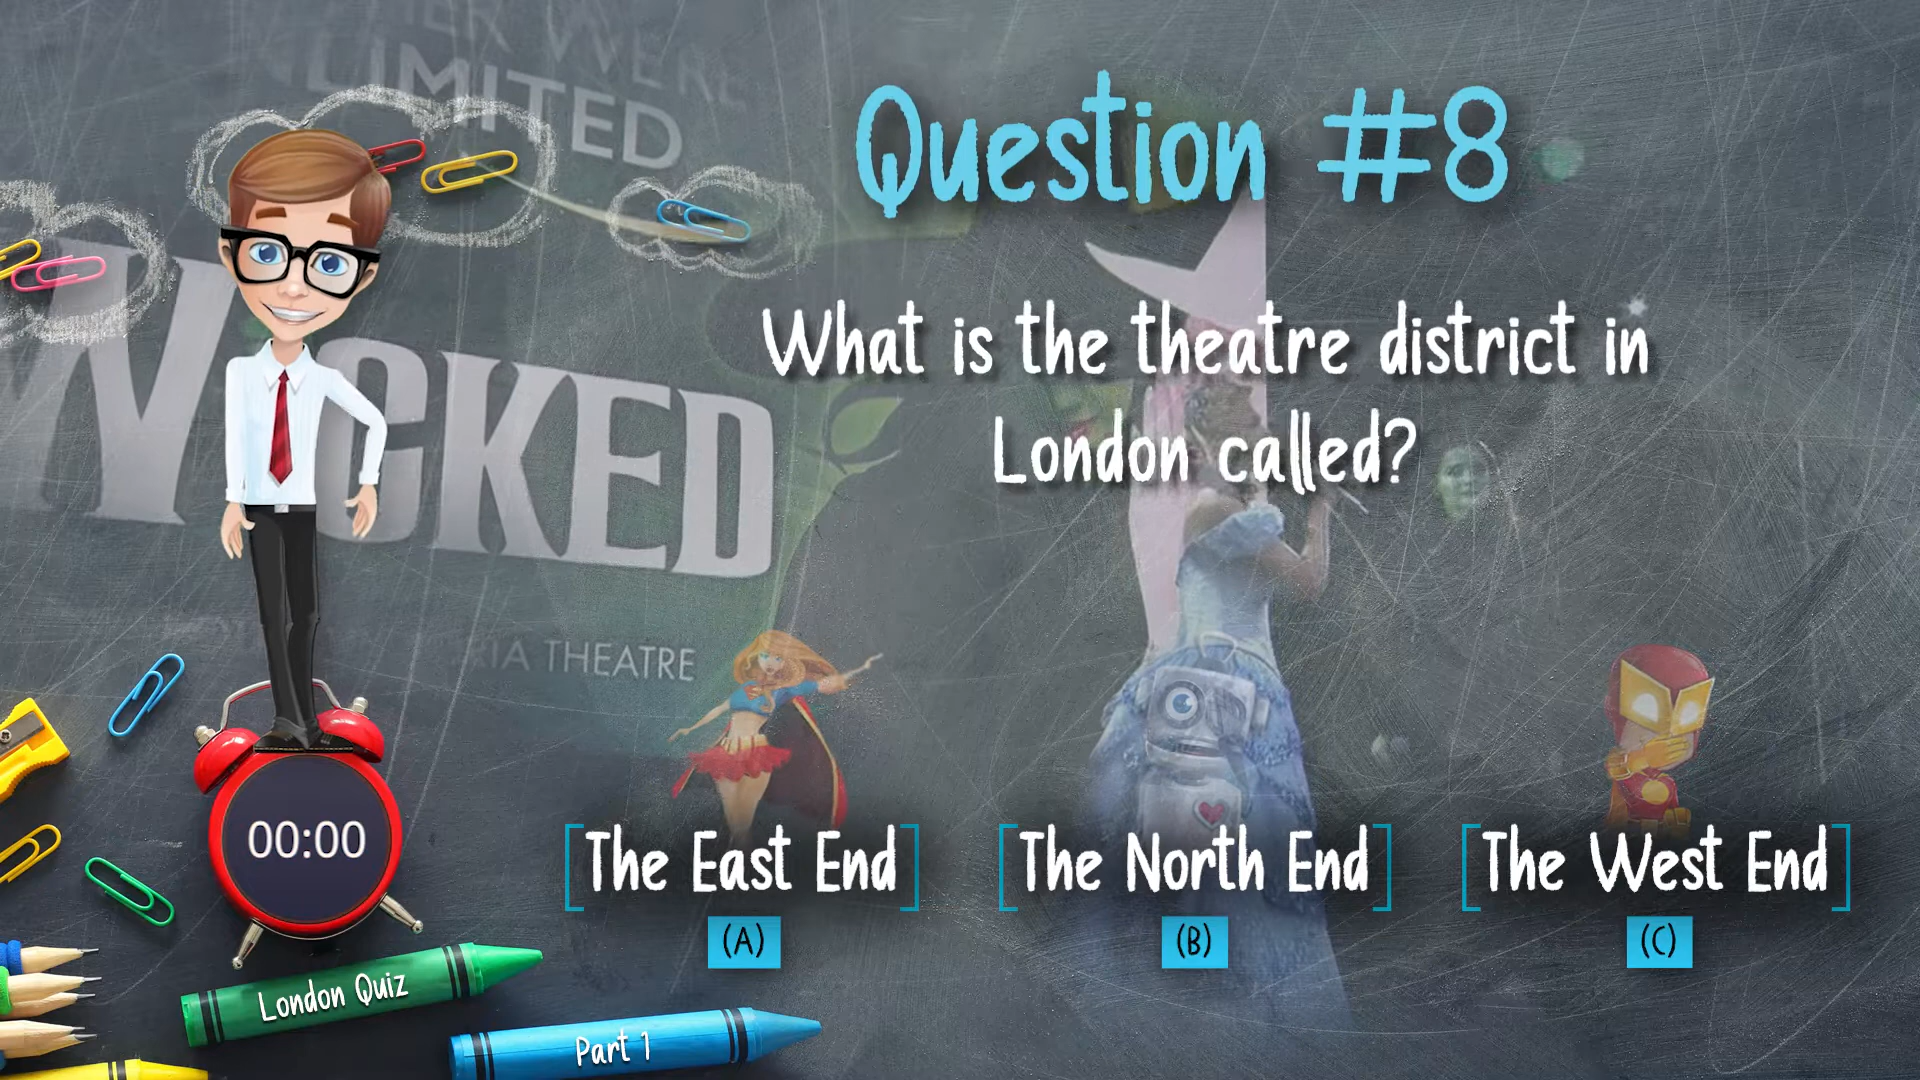 LIMITED
Question #8
What is the theatre district in
London called?
WICKED
THEATRE
00:00
The East End
(A)
The North End
(B)
The West End
(C)
London Quiz
Part 1